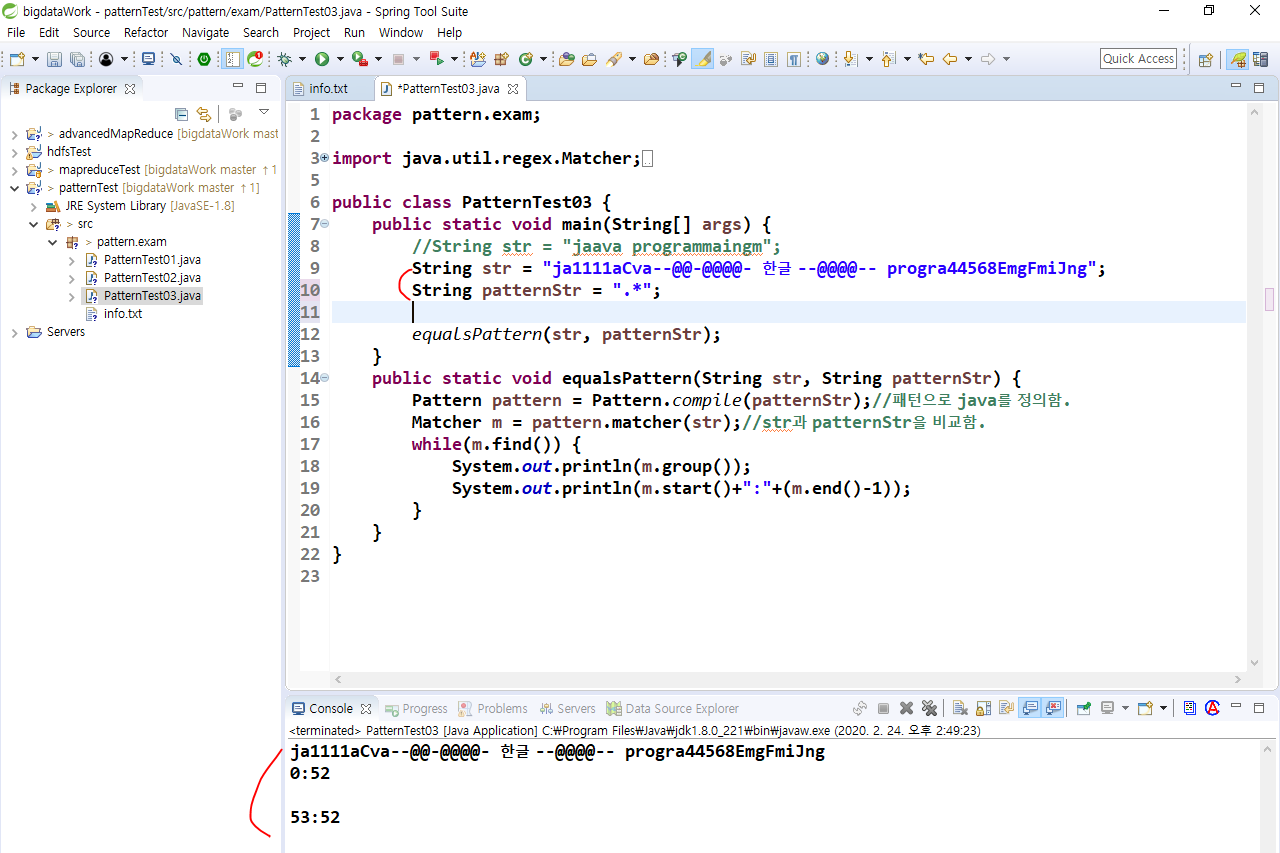 bigdataWork - patternTest/src/pattern/exam/PatternTest03.java - Spring Tool Suite
File Edit Source Refactor Navigate Search Project Run Window Help
Quick Access
Package Explorer
> advancedMapReduce [bigdataWork mast
hdfsTest
> mapreduceTest [bigdataWork master ↑1
> patternTest [bigdataWork master ↑1]
JRE System Library [JavaSE-1.8]
> src
> pattern.exam
PatternTest01.java
PatternTest02.java
PatternTest03.java
info.txt
Servers
info.txt *PatternTest03.java
1 package pattern.exam;
2
3 import java.util.regex.Matcher;
5
6 public class PatternTest03 {
7 public static void main(String[] args) {
8 //String str = "jaava programmaingm";
9 String str = "ja1111aCva--@@-@@@@- 한글 --@@@@-- progra44568EmgFmiJng";
10 String patternStr = ".*";
11
12 equalsPattern(str, patternStr);
13 }
14 public static void equalsPattern(String str, String patternStr) {
15 Pattern pattern = Pattern.compile(patternStr);//패턴으로 java를 정의함.
16 Matcher m = pattern.matcher(str);//str과 patternStr을 비교함.
17 while(m.find()) {
18 System.out.println(m.group());
19 System.out.println(m.start()+":"+(m.end()-1));
20 }
21 }
22 }
23
Console Progress Problems Servers Data Source Explorer
<terminated> PatternTest03 [Java Application] C:₩Program Files₩Java₩jdk1.8.0_221₩bin₩javaw.exe (2020. 2. 24. 오후 2:49:23)
ja1111aCva--@@-@@@@- 한글 --@@@@-- progra44568EmgFmiJng
0:52
53:52